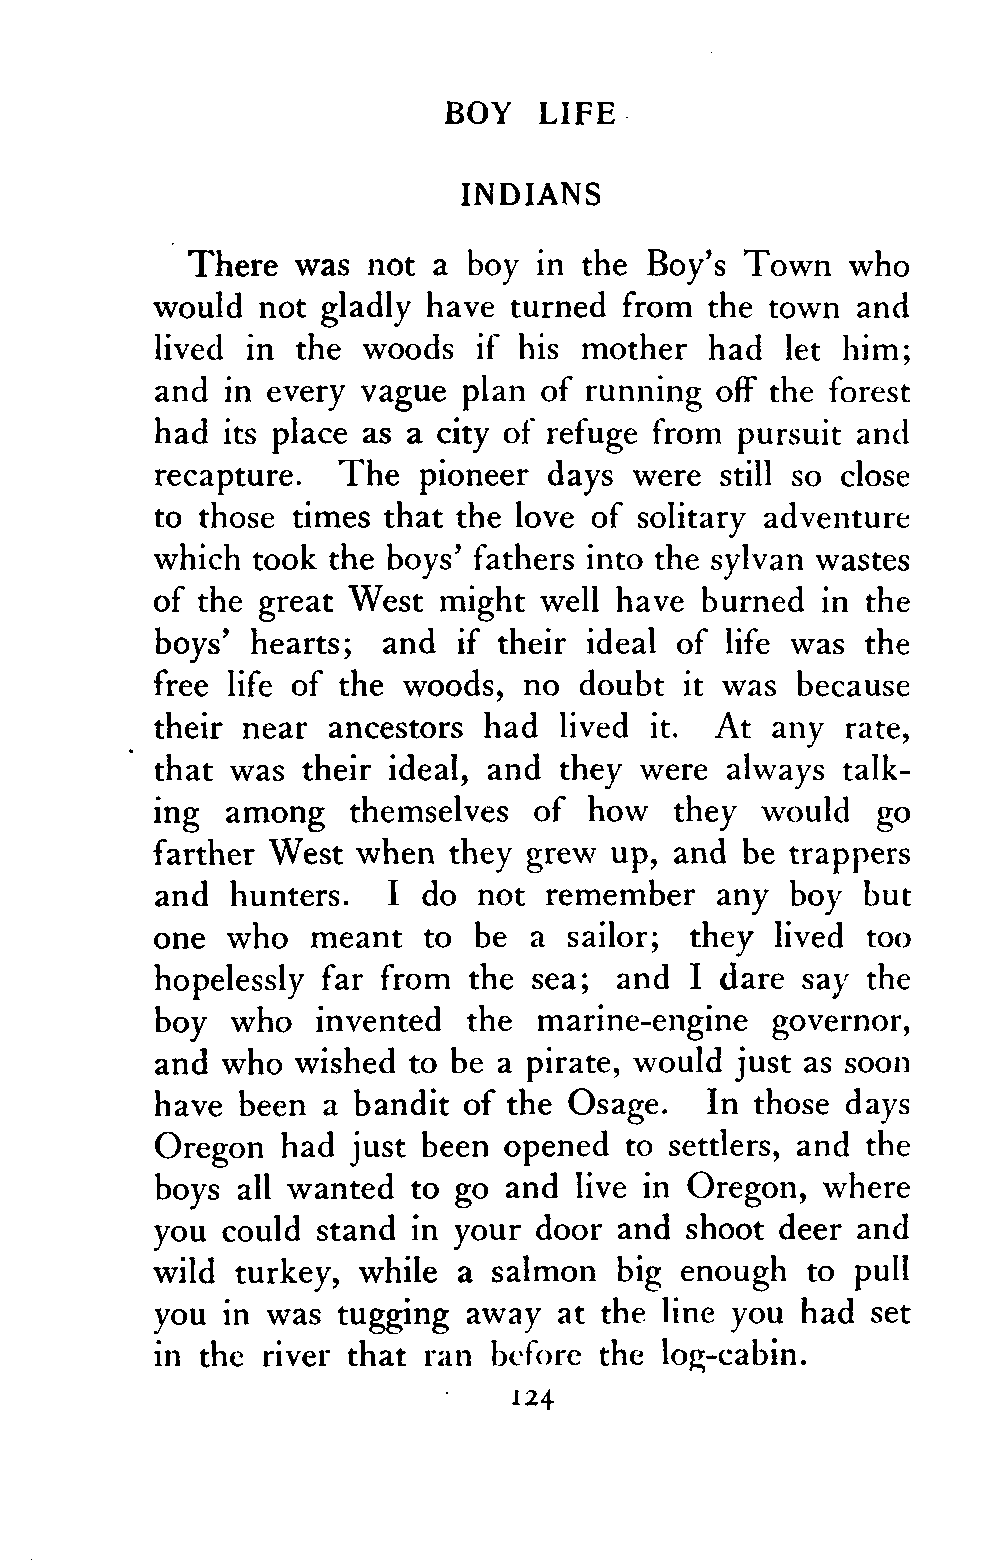 BOY LIFE
INDIANS
There was not a boy in the Boy's Town who
would not gladly have turned from the town and
lived in the woods if his mother had let him;
and in every vague plan of running off the forest
had its place as a city of refuge from pursuit and
recapture. The pioneer days were still so close
to those times that the love of solitary adventure
which took the boys' fathers into the sylvan wastes
of the great West might well have burned in the
boys' hearts; and if their ideal of life was the
free life of the woods, no doubt it was because
their near ancestors had lived it. At any rate,
that was their ideal, and they were always talk-
ing among themselves of how they would go
farther West when they grew up, and be trappers
and hunters. I do not remember any boy but
one who meant to be a sailor; they lived too
hopelessly far from the sea; and I dare say the
boy who invented the marine-engine governor,
and who wished to be a pirate, would just as soon
have been a bandit of the Osage. In those days
Oregon had just been opened to settlers, and the
boys all wanted to go and live in Oregon, where
you could stand in your door and shoot deer and
wild turkey, while a salmon big enough to pull
you in was tugging away at the line you had set
in the river that ran before the log-cabin.
124